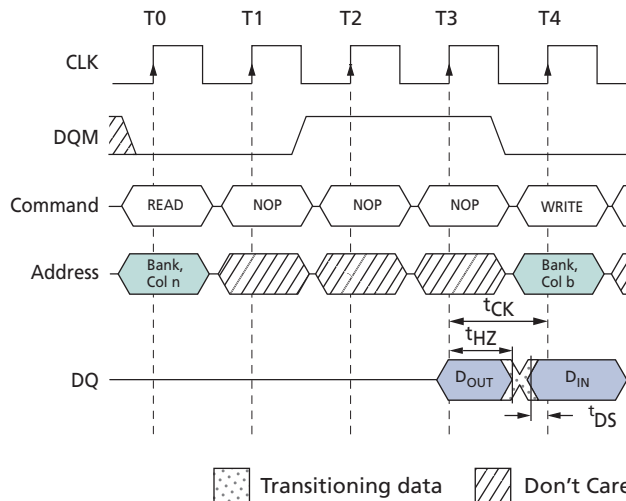 T0 T1 T2 T3 T4
CLK
DQM
Command READ NOP NOP NOP WRITE
Address Bank, Col n Bank, Col b
tCK
tHZ
DQ DOUT DIN
tDS
Transitioning data Don't Care